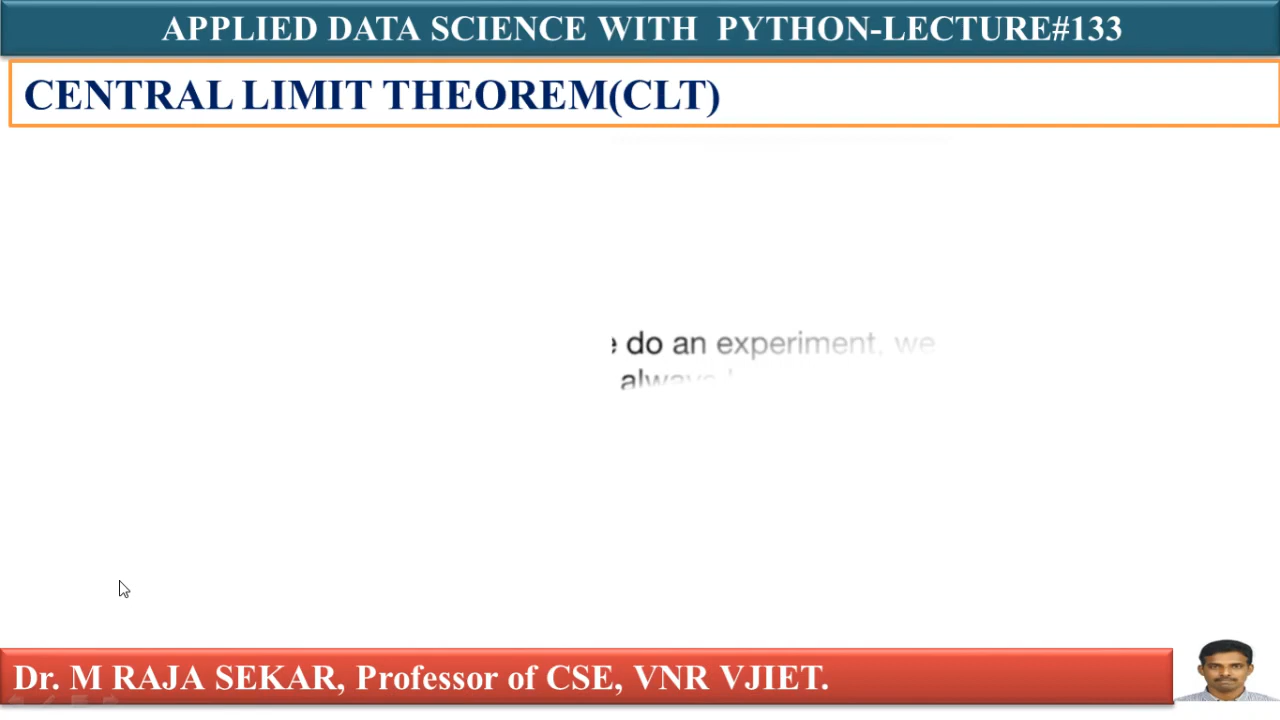 APPLIED DATA SCIENCE WITH PYTHON-LECTURE#133
CENTRAL LIMIT THEOREM(CLT)
do an experiment, we
always
Dr. M RAJA SEKAR, Professor of CSE, VNR VJIET.